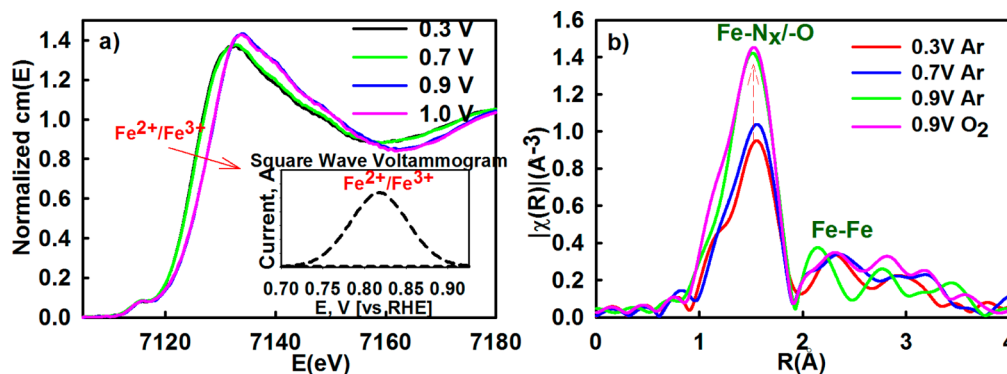 a)
0.3 V
0.7 V
0.9 V
1.0 V
Fe2+/Fe3+
Normalized cm(E)
1.4
1.2
1.0
0.8
0.6
0.4
0.2
0.0
7120
7140
7160
7180
E(eV)
Square Wave Voltammogram
Fe2+/Fe3+
Current, A
0.70 0.75 0.80 0.85 0.90
E, V [vs RHE]
b)
Fe-Nx/-O
0.3V Ar
0.7V Ar
0.9V Ar
0.9V O2
Fe-Fe
|χ(R)|(A^-3)
1.6
1.4
1.2
1.0
0.8
0.6
0.4
0.2
0.0
0 1 2 3 4
R(Å)